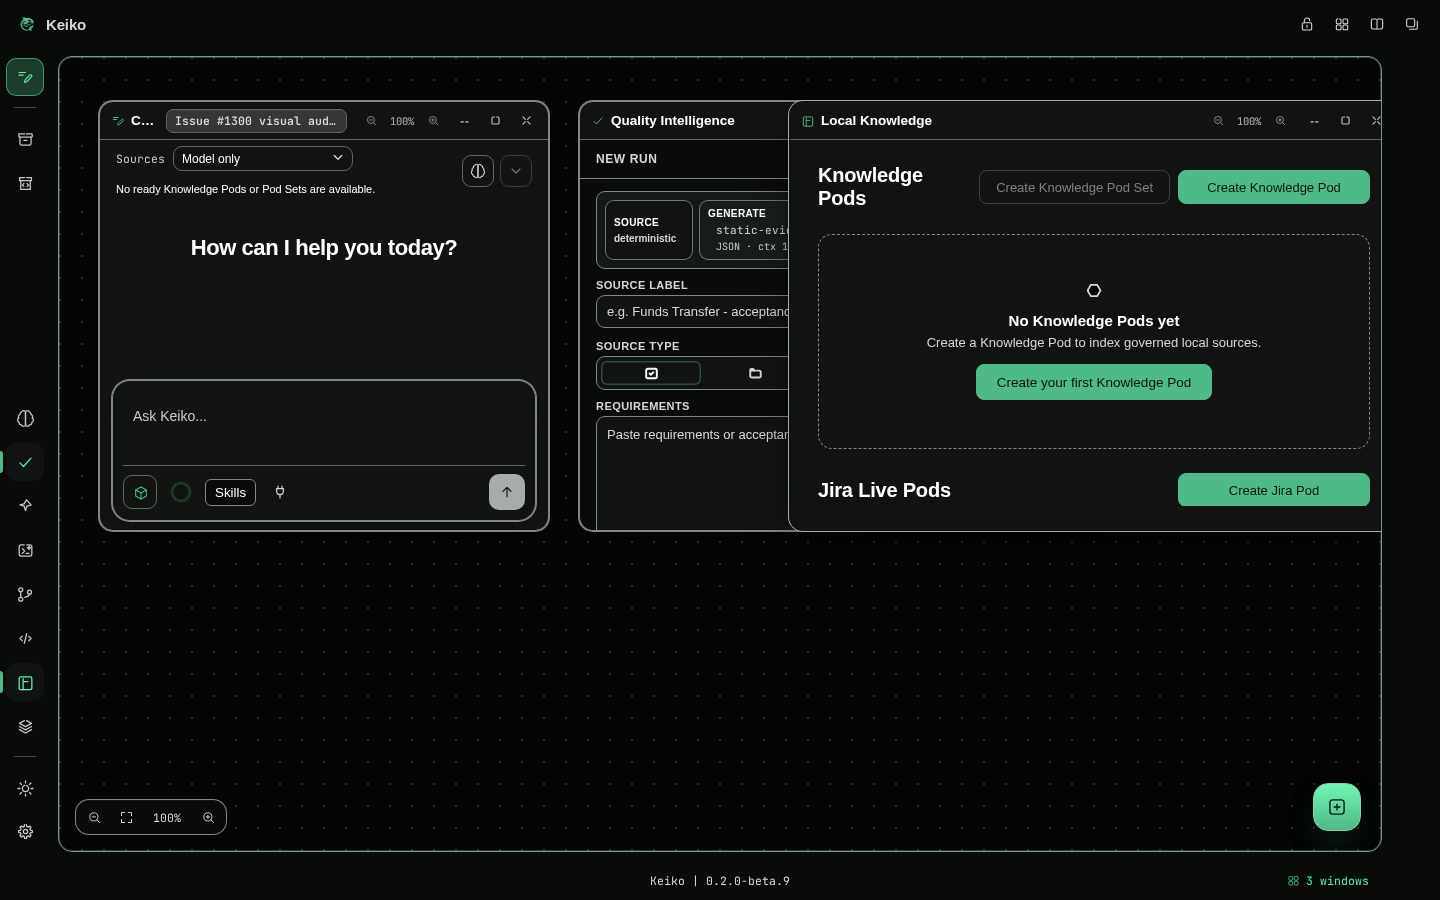 Keiko
C...
Issue #1300 visual aud...
100%
Sources
Model only
No ready Knowledge Pods or Pod Sets are available.
How can I help you today?
Ask Keiko...
Skills
Quality Intelligence
NEW RUN
SOURCE
deterministic
GENERATE
static-evi
JSON · ctx 1
SOURCE LABEL
e.g. Funds Transfer - acceptanc
SOURCE TYPE
REQUIREMENTS
Paste requirements or acceptar
Local Knowledge
100%
Knowledge
Pods
Create Knowledge Pod Set
Create Knowledge Pod
No Knowledge Pods yet
Create a Knowledge Pod to index governed local sources.
Create your first Knowledge Pod
Jira Live Pods
Create Jira Pod
100%
Keiko | 0.2.0-beta.9
3 windows